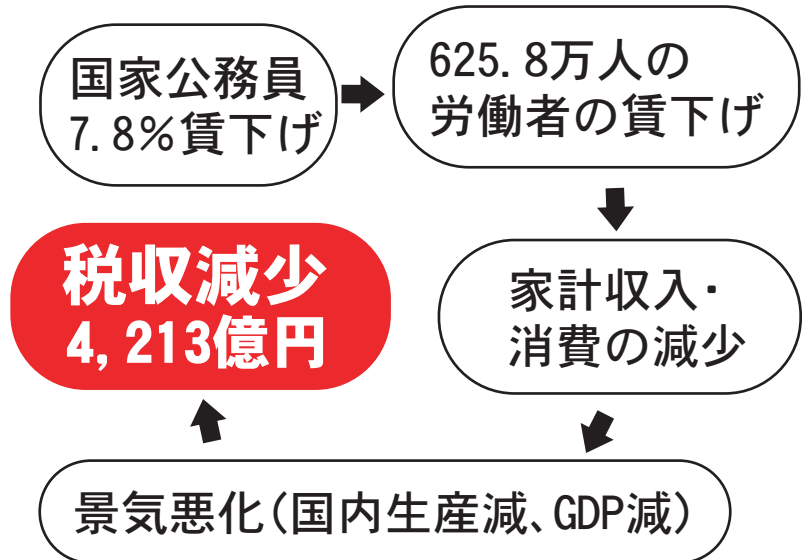 国家公務員
7.8%賃下げ
625.8万人の
労働者の賃下げ
家計収入・
消費の減少
景気悪化(国内生産減、GDP減)
税収減少
4,213億円